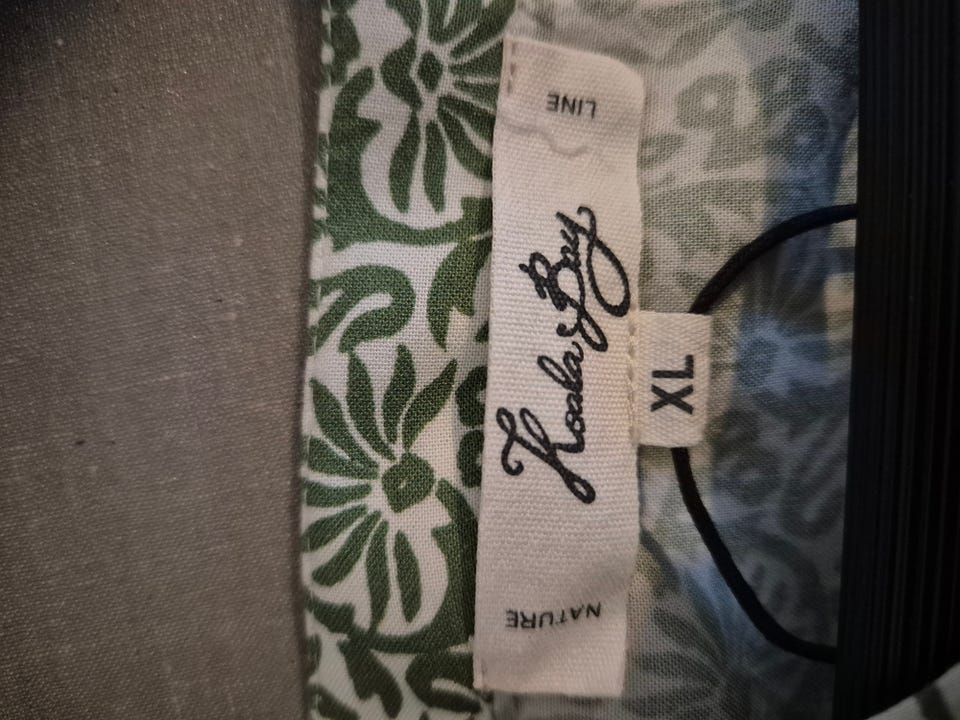 NATURE
Koala Bay
LINE
XL